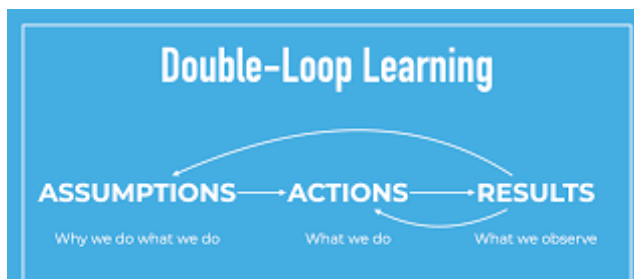 Double-Loop Learning
ASSUMPTIONS ACTIONS RESULTS
Why we do what we do What we do What we observe